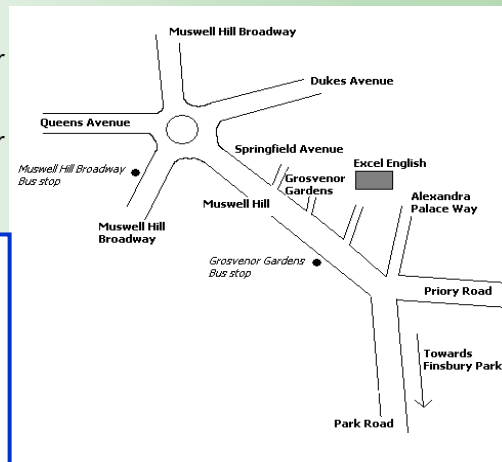 Muswell Hill Broadway
Dukes Avenue
Queens Avenue
Springfield Avenue
Muswell Hill Broadway
Bus stop
Excel English
Grosvenor
Gardens
Alexandra
Palace Way
Muswell Hill
Muswell Hill
Broadway
Grosvenor Gardens
Bus stop
Priory Road
Towards
Finsbury Park
Park Road